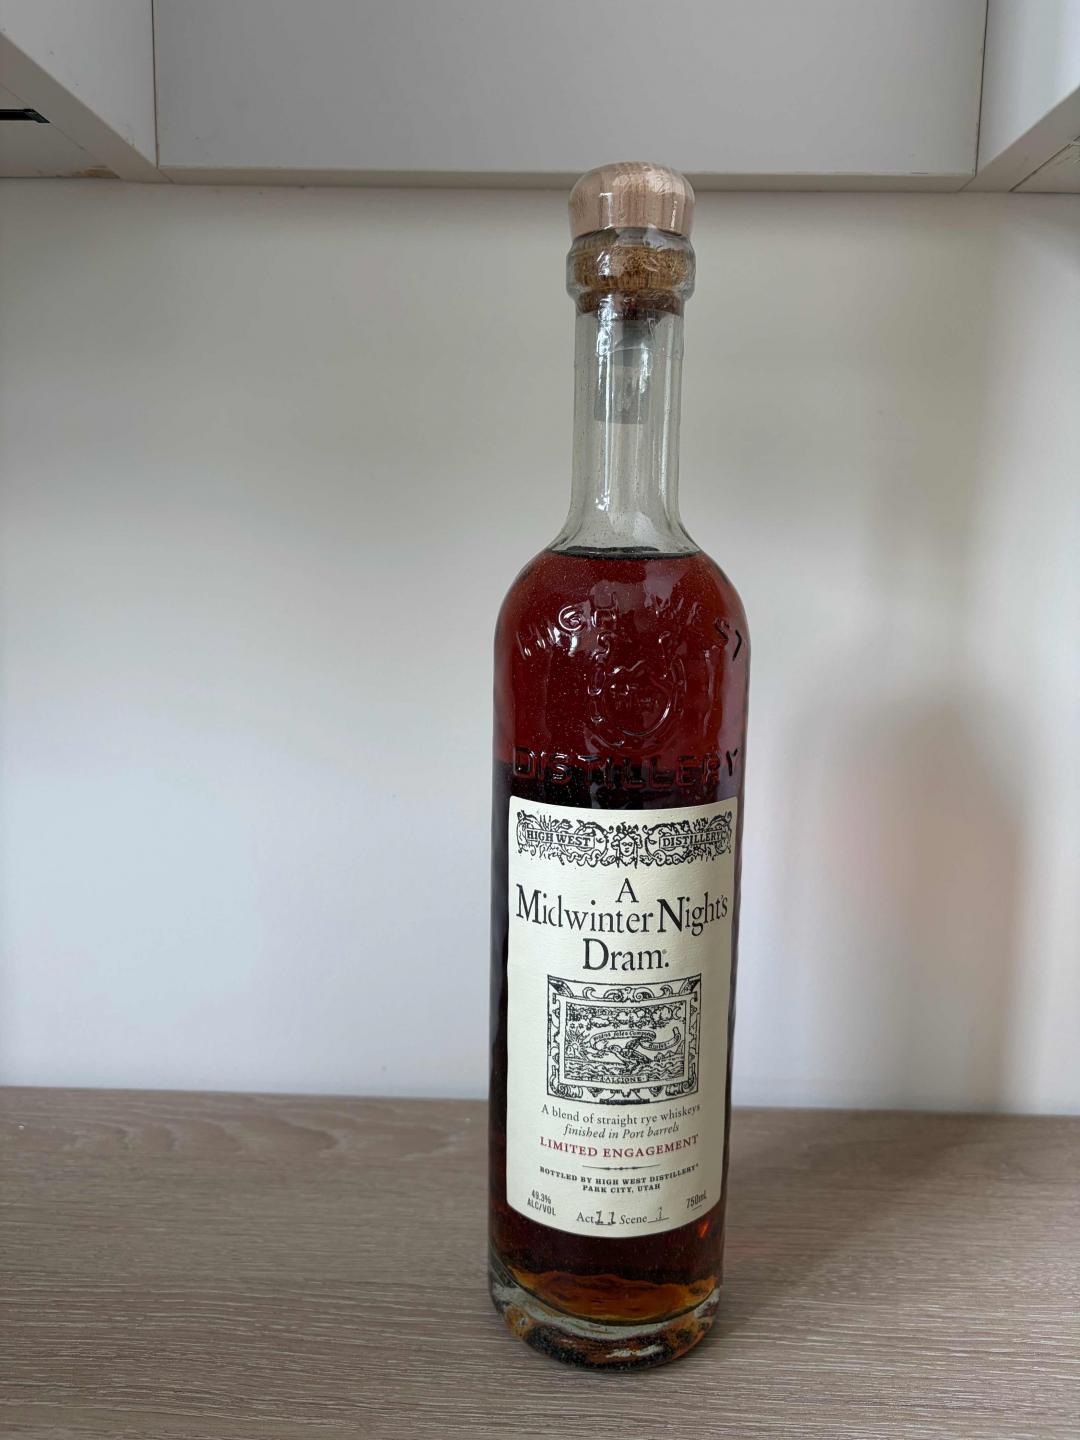 HIGH WEST
DISTILLERY
HIGH WEST DISTILLERY
A
Midwinter Night's
Dram®
ALCIONE
A blend of straight rye whiskeys
finished in Port barrels
LIMITED ENGAGEMENT
BOTTLED BY HIGH WEST DISTILLERY®
PARK CITY, UTAH
49.3%
ALC/VOL
750mL
Act 11 Scene